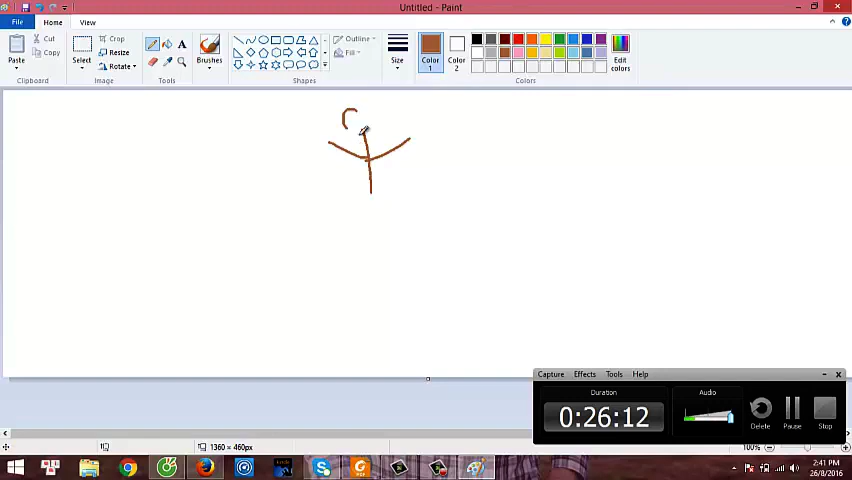 Untitled - Paint
File Home View
Cut
Copy
Paste
Clipboard
Crop
Resize
Rotate
Select
Image
A
Tools
Brushes
Outline
Fill
Shapes
Size
Color 1
Color 2
Edit colors
Colors
C
Capture Effects Tools Help
Duration
0:26:12
Audio
Delete
Pause
Stop
1360 × 460px
100%
2:41 PM
26/8/2016